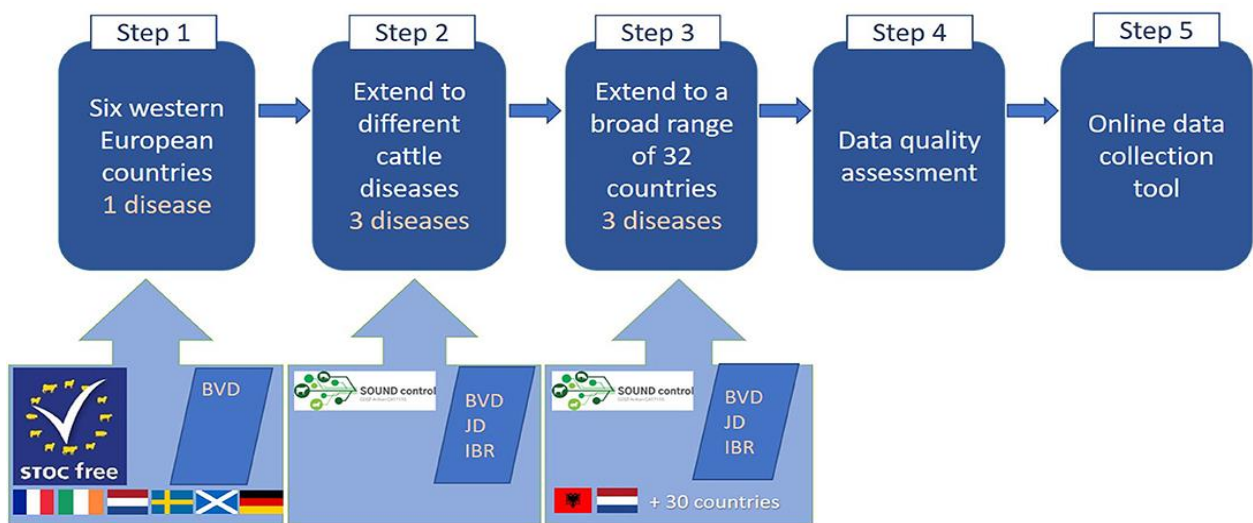 Step 1
Six western
European
countries
1 disease
Step 2
Extend to
different
cattle
diseases
3 diseases
Step 3
Extend to a
broad range
of 32
countries
3 diseases
Step 4
Data quality
assessment
Step 5
Online data
collection
tool
STOC free
BVD
SOUND control
BVD
JD
IBR
SOUND control
BVD
JD
IBR
+ 30 countries